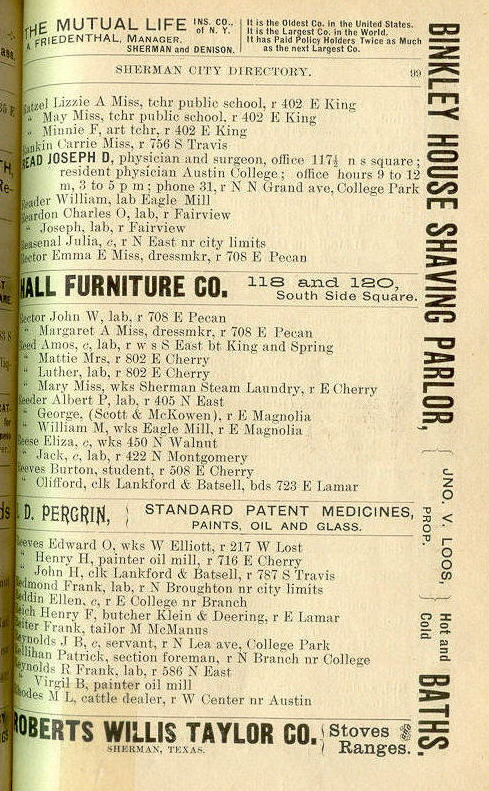 THE MUTUAL LIFE INS. CO., of N. Y.
A FRIEDENTHAL, MANAGER.
SHERMAN and DENISON.
It is the Oldest Co. in the United States.
It is the Largest Co. in the World.
It has Paid Policy Holders Twice as Much
as the next Largest Co.
SHERMAN CITY DIRECTORY. 99
Ratzel Lizzie A Miss, tchr public school, r 402 E King
" May Miss, tchr public school, r 402 E King
" Minnie F, art tchr, r 402 E King
Rankin Carrie Miss, r 756 S Travis
READ JOSEPH D, physician and surgeon, office 117½ n s square;
resident physician Austin College; office hours 9 to 12
m, 3 to 5 p m; phone 31, r N N Grand ave, College Park
Reader William, lab Eagle Mill
Reardon Charles O, lab, r Fairview
" Joseph, lab, r Fairview
Reasenal Julia, c, r N East nr city limits
Rector Emma E Miss, dressmkr, r 708 E Pecan
HALL FURNITURE CO. 118 and 120,
South Side Square.
Rector John W, lab, r 708 E Pecan
" Margaret A Miss, dressmkr, r 708 E Pecan
Reed Amos, c, lab, r w s S East bt King and Spring
" Mattie Mrs, r 802 E Cherry
" Luther, lab, r 802 E Cherry
" Mary Miss, wks Sherman Steam Laundry, r E Cherry
Reeder Albert P, lab, r 405 N East
" George, (Scott & McKowen), r E Magnolia
" William M, wks Eagle Mill, r E Magnolia
Reese Eliza, c, wks 450 N Walnut
" Jack, c, lab, r 422 N Montgomery
Reeves Burton, student, r 508 E Cherry
" Clifford, clk Lankford & Batsell, bds 723 E Lamar
. D. PERGRIN, STANDARD PATENT MEDICINES,
PAINTS, OIL AND GLASS.
Reeves Edward O, wks W Elliott, r 217 W Lost
" Henry H, painter oil mill, r 716 E Cherry
" John H, clk Lankford & Batsell, r 787 S Travis
Redmond Frank, lab, r N Broughton nr city limits
Reddin Ellen, c, r E College nr Branch
Reich Henry F, butcher Klein & Deering, r E Lamar
Reiter Frank, tailor M McManus
Reynolds J B, c, servant, r N Lea ave, College Park
Rellihan Patrick, section foreman, r N Branch nr College
Reynolds R Frank, lab, r 586 N East
" Virgil B, painter oil mill
Rhodes M L, cattle dealer, r W Center nr Austin
ROBERTS WILLIS TAYLOR CO. Stoves &
SHERMAN, TEXAS. Ranges.
BINKLEY HOUSE SHAVING PARLOR, JNO. V. LOOS, PROP. Hot and Cold BATHS.